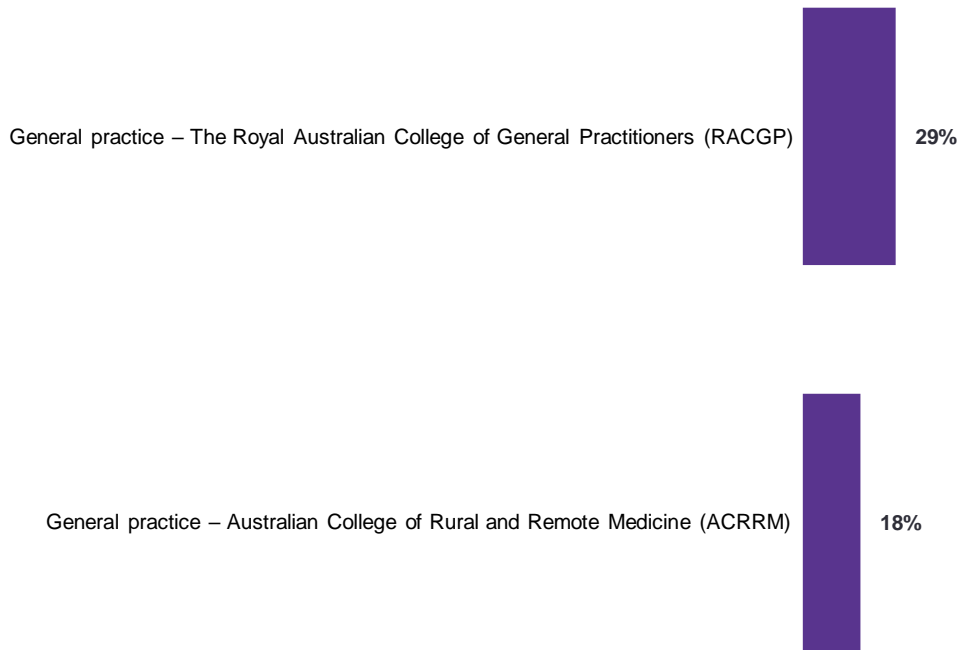 General practice – The Royal Australian College of General Practitioners (RACGP) 29%
General practice – Australian College of Rural and Remote Medicine (ACRRM) 18%